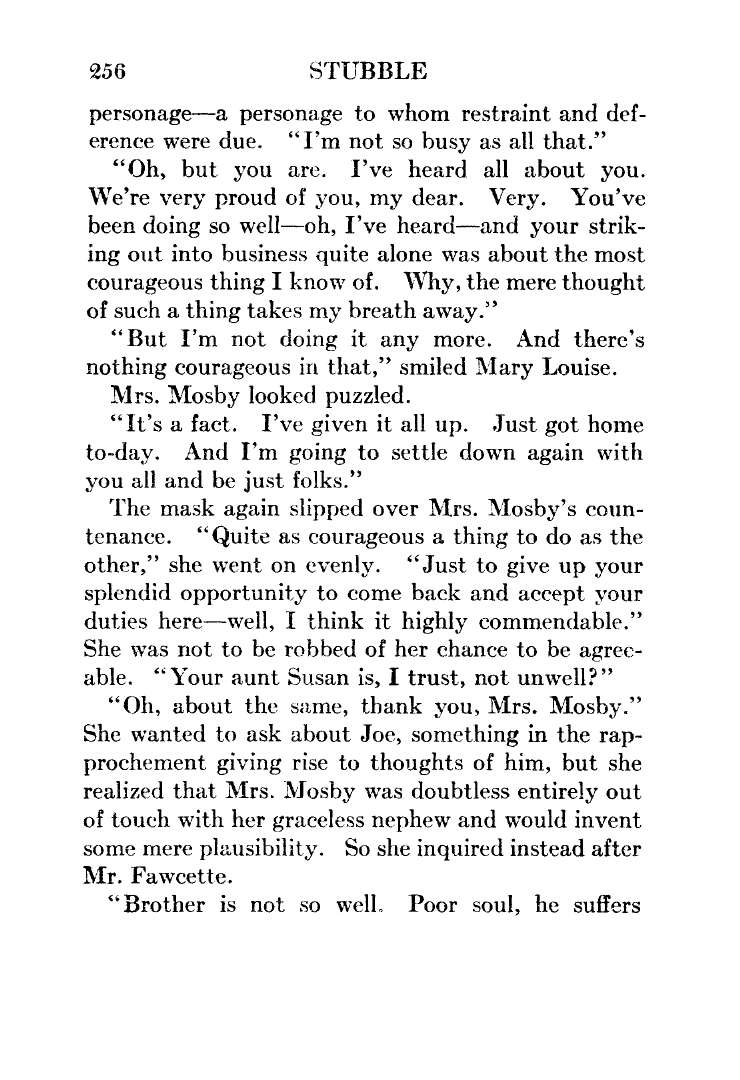 256 STUBBLE
personage—a personage to whom restraint and def-
erence were due. “I’m not so busy as all that.”
“Oh, but you are. I’ve heard all about you.
We’re very proud of you, my dear. Very. You’ve
been doing so well—oh, I’ve heard—and your strik-
ing out into business quite alone was about the most
courageous thing I know of. Why, the mere thought
of such a thing takes my breath away.”
“But I’m not doing it any more. And there’s
nothing courageous in that,” smiled Mary Louise.
Mrs. Mosby looked puzzled.
“It’s a fact. I’ve given it all up. Just got home
to-day. And I’m going to settle down again with
you all and be just folks.”
The mask again slipped over Mrs. Mosby’s coun-
tenance. “Quite as courageous a thing to do as the
other,” she went on evenly. “Just to give up your
splendid opportunity to come back and accept your
duties here—well, I think it highly commendable.”
She was not to be robbed of her chance to be agree-
able. “Your aunt Susan is, I trust, not unwell?”
“Oh, about the same, thank you, Mrs. Mosby.”
She wanted to ask about Joe, something in the rap-
prochement giving rise to thoughts of him, but she
realized that Mrs. Mosby was doubtless entirely out
of touch with her graceless nephew and would invent
some mere plausibility. So she inquired instead after
Mr. Fawcette.
“Brother is not so well. Poor soul, he suffers